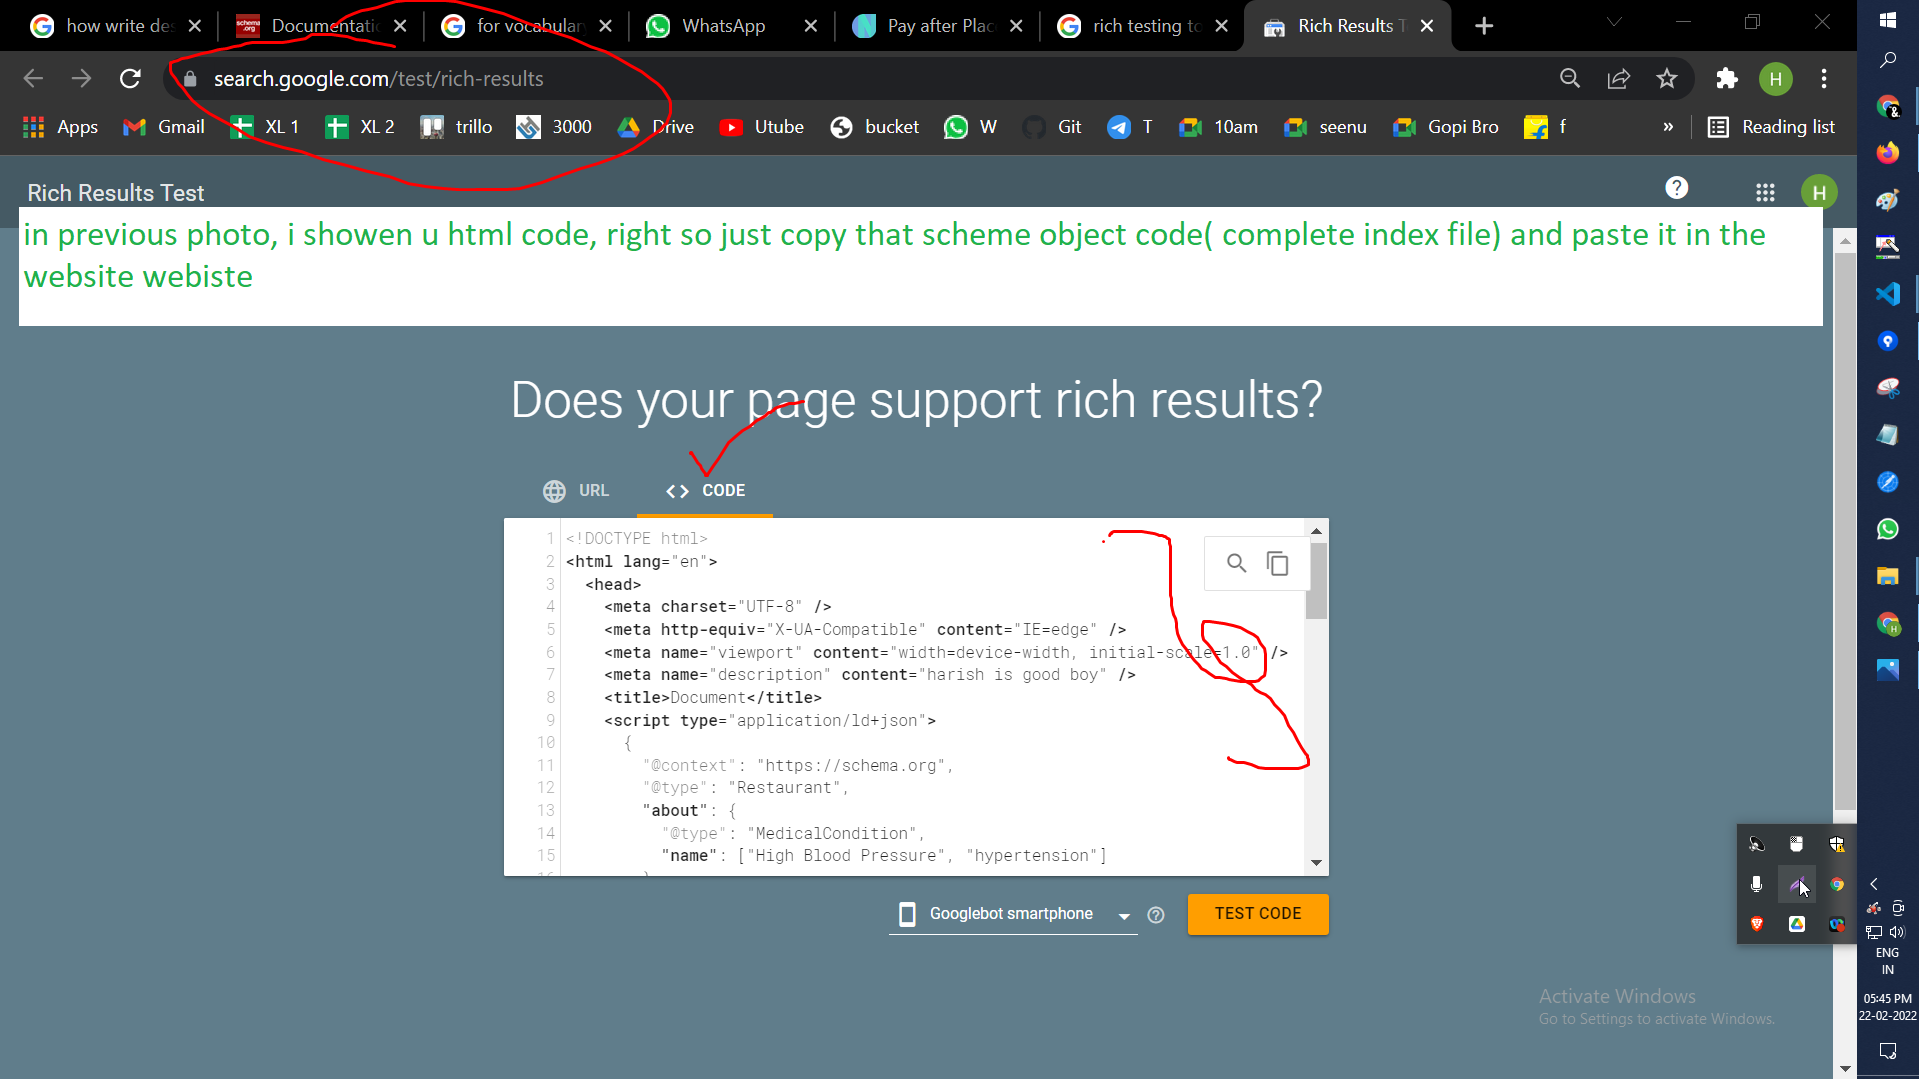 how write des
Documentatio
for vocabular
WhatsApp
Pay after Plac
rich testing to
Rich Results T
search.google.com/test/rich-results
H
Apps
Gmail
XL 1
XL 2
trillo
3000
Drive
Utube
bucket
W
Git
T
10am
seenu
Gopi Bro
f
»
Reading list
Rich Results Test
?
H
in previous photo, i showen u html code, right so just copy that scheme object code( complete index file) and paste it in the
website webiste
Does your page support rich results?
URL
<> CODE
1 <!DOCTYPE html>
2 <html lang="en">
3 <head>
4 <meta charset="UTF-8" />
5 <meta http-equiv="X-UA-Compatible" content="IE=edge" />
6 <meta name="viewport" content="width=device-width, initial-scale=1.0" />
7 <meta name="description" content="harish is good boy" />
8 <title>Document</title>
9 <script type="application/ld+json">
10 {
11 "@context": "https://schema.org",
12 "@type": "Restaurant",
13 "about": {
14 "@type": "MedicalCondition",
15 "name": ["High Blood Pressure", "hypertension"]
Googlebot smartphone
?
TEST CODE
Activate Windows
Go to Settings to activate Windows.
ENG
IN
05:45 PM
22-02-2022